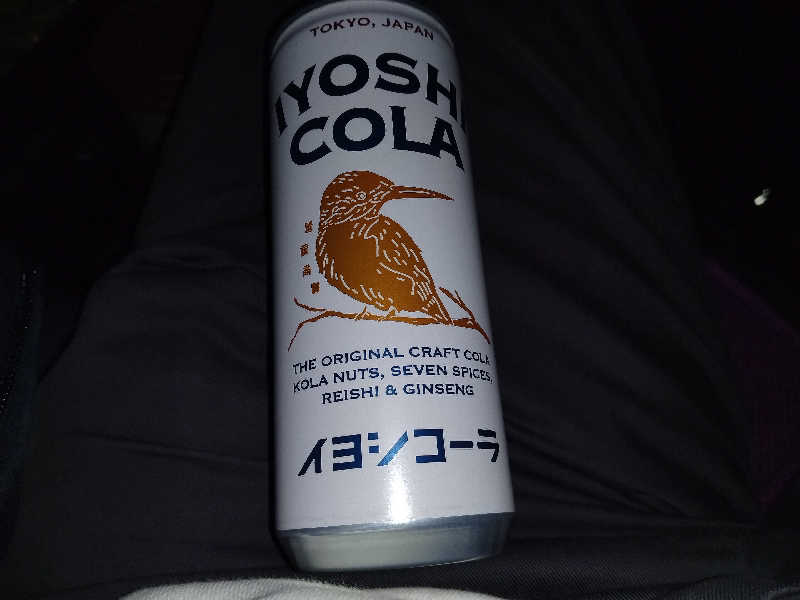 TOKYO, JAPAN
IYOSHI
COLA
THE ORIGINAL CRAFT COLA
KOLA NUTS, SEVEN SPICES,
REISHI & GINSENG
イヨシコーラ